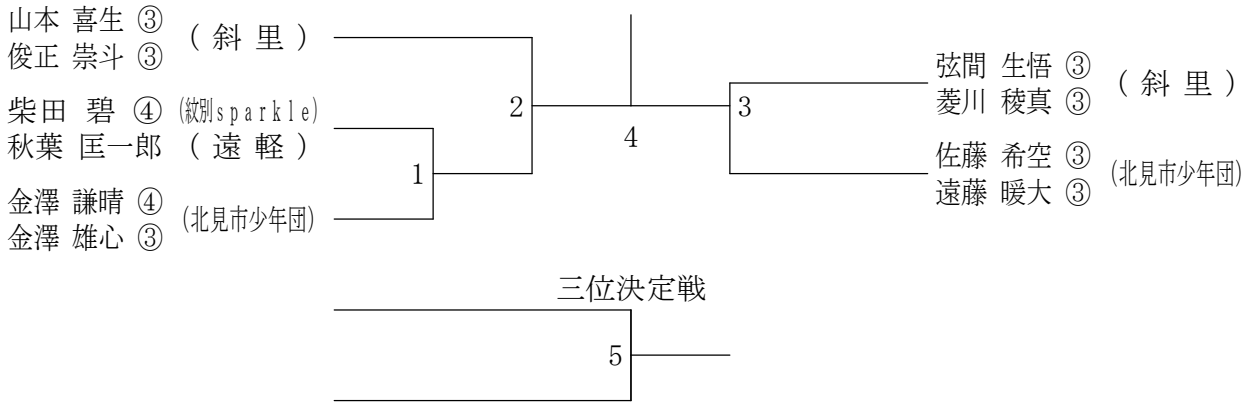 山本 喜生 ③
俊正 崇斗 ③
( 斜 里 )
柴田 碧 ④ (紋別sparkle)
秋葉 匡一郎 ( 遠 軽 )
金澤 謙晴 ④
金澤 雄心 ③
(北見市少年団)
1
2
4
3
弦間 生悟 ③
菱川 稜真 ③
( 斜 里 )
佐藤 希空 ③
遠藤 暖大 ③
(北見市少年団)
三位決定戦
5